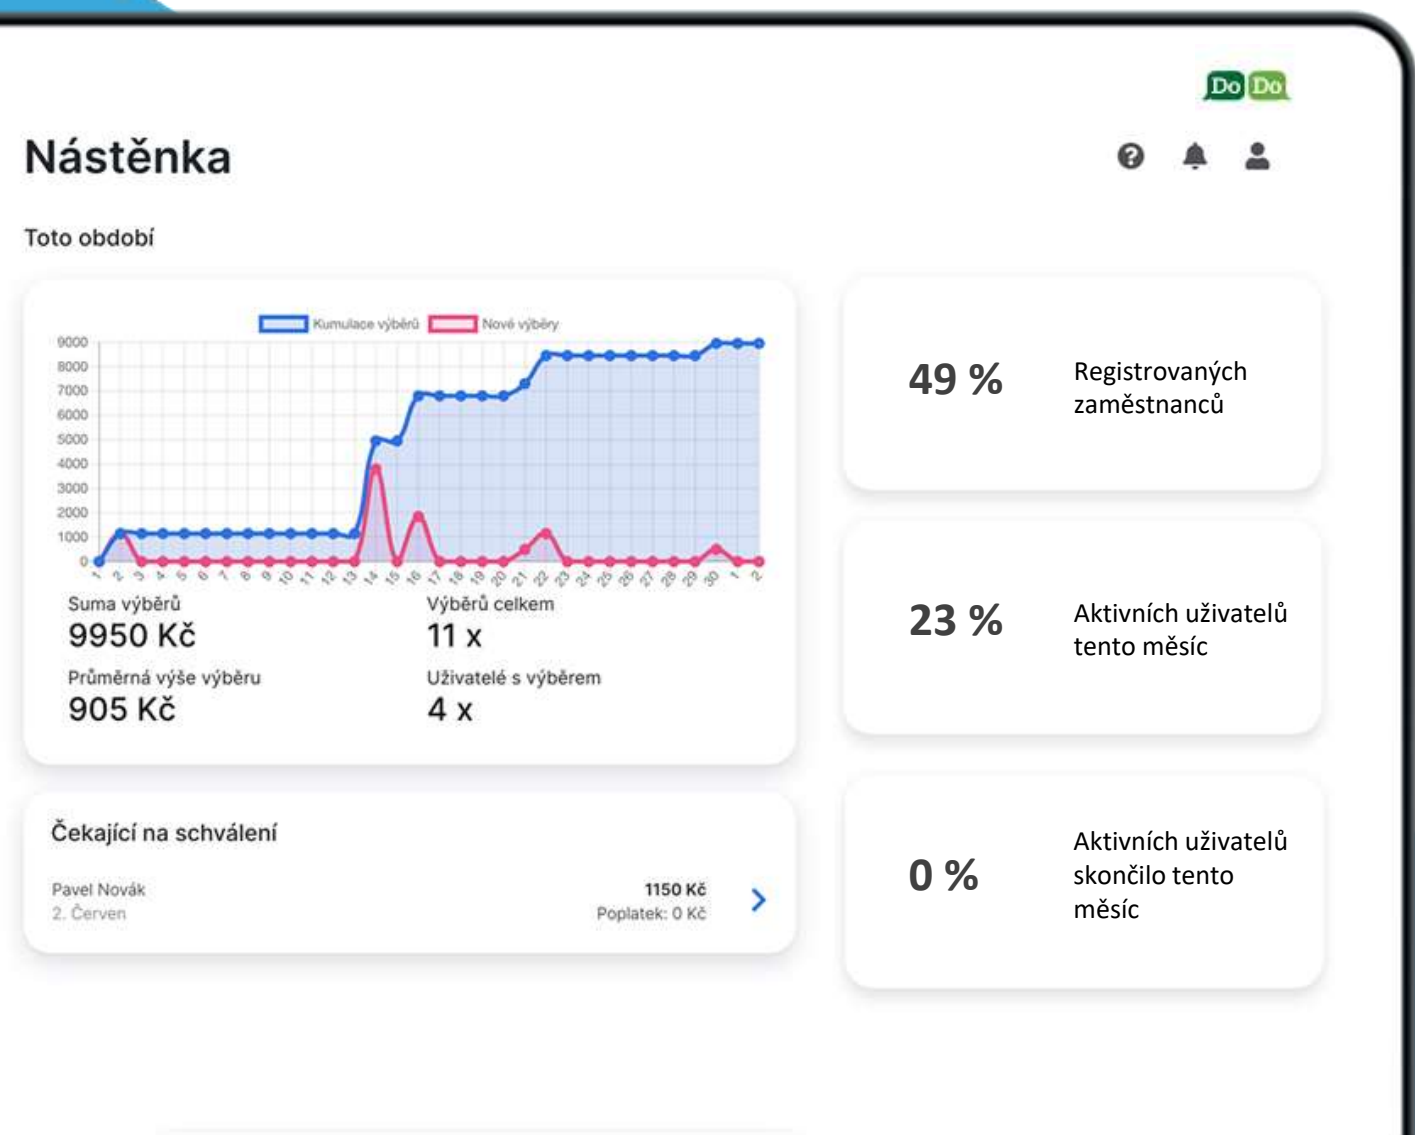 Do Do
Nástěnka
Toto období
Kumulace výběrů Nové výběry
9000
8000
7000
6000
5000
4000
3000
2000
1000
0
1 2 3 4 5 6 7 8 9 10 11 12 13 14 15 16 17 18 19 20 21 22 23 24 25 26 27 28 29 30 1 2
Suma výběrů
9950 Kč
Výběrů celkem
11 x
Průměrná výše výběru
905 Kč
Uživatelé s výběrem
4 x
Čekající na schválení
Pavel Novák
2. Červen
1150 Kč
Poplatek: 0 Kč
49 %
Registrovaných
zaměstnanců
23 %
Aktivních uživatelů
tento měsíc
0 %
Aktivních uživatelů
skončilo tento
měsíc